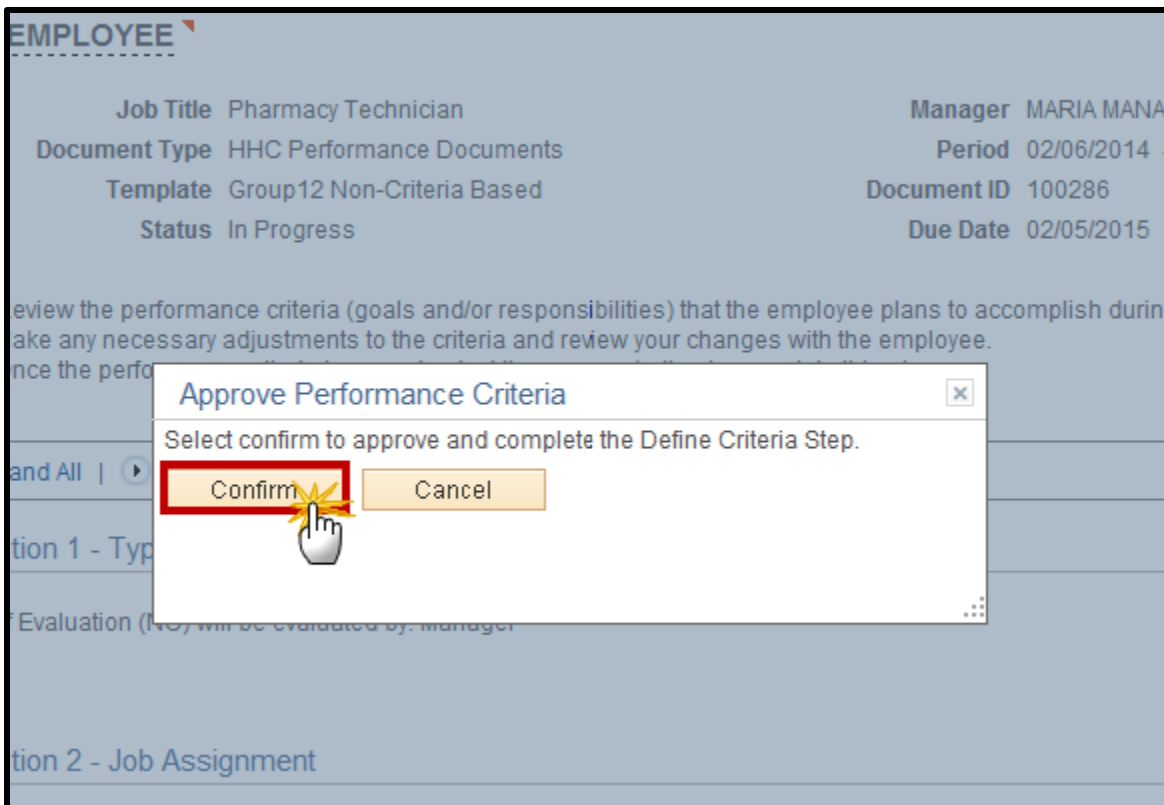 EMPLOYEE
Job Title Pharmacy Technician Manager MARIA MANA
Document Type HHC Performance Documents Period 02/06/2014
Template Group12 Non-Criteria Based Document ID 100286
Status In Progress Due Date 02/05/2015
eview the performance criteria (goals and/or responsibilities) that the employee plans to accomplish durin
ake any necessary adjustments to the criteria and review your changes with the employee.
nce the perfo
Approve Performance Criteria
Select confirm to approve and complete the Define Criteria Step.
and All |
Confirm Cancel
tion 1 - Typ
f Evaluation (NC) will be evaluated by: Manager
tion 2 - Job Assignment